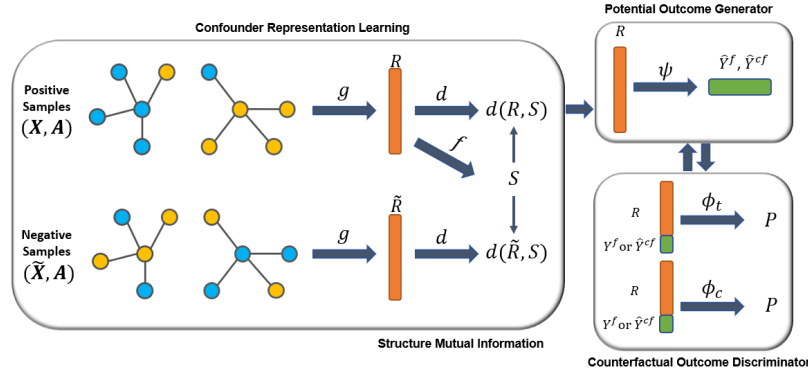 Confounder Representation Learning
Positive
Samples
(X, A)
g
R
d
d(R, S)
f
S
Negative
Samples
(X̃, A)
g
R̃
d
d(R̃, S)
Structure Mutual Information
Potential Outcome Generator
R
ψ
Ŷ^f, Ŷ^cf
R
Y^f or Ŷ^cf
ϕ_t
P
R
Y^f or Ŷ^cf
ϕ_c
P
Counterfactual Outcome Discriminator